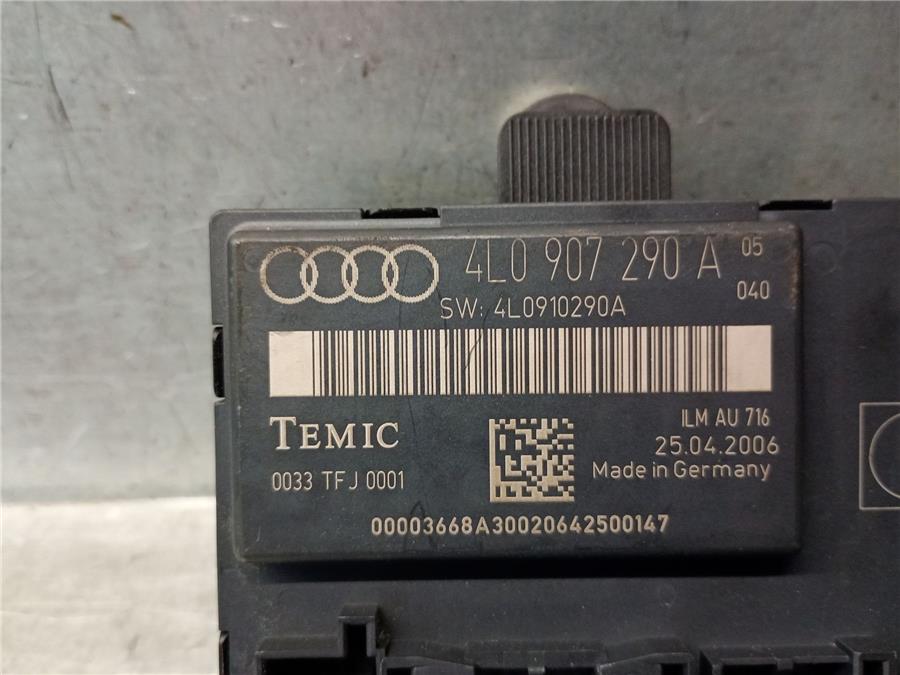 4L0 907 290 A 05
040
SW: 4L0910290A
TEMIC
ILM AU 716
25.04.2006
0033 TFJ 0001
Made in Germany
00003668A30020642500147